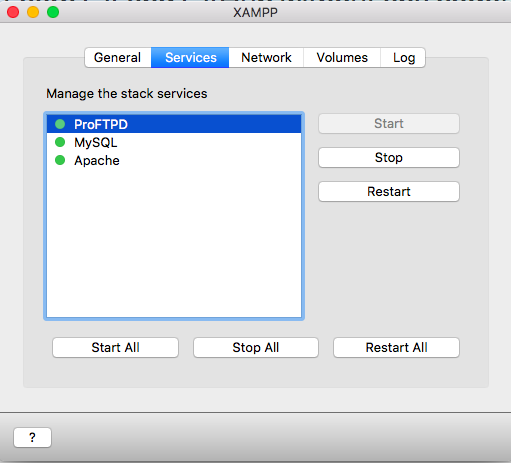 XAMPP
General Services Network Volumes Log
Manage the stack services
ProFTPD
MySQL
Apache
Start
Stop
Restart
Start All Stop All Restart All
?